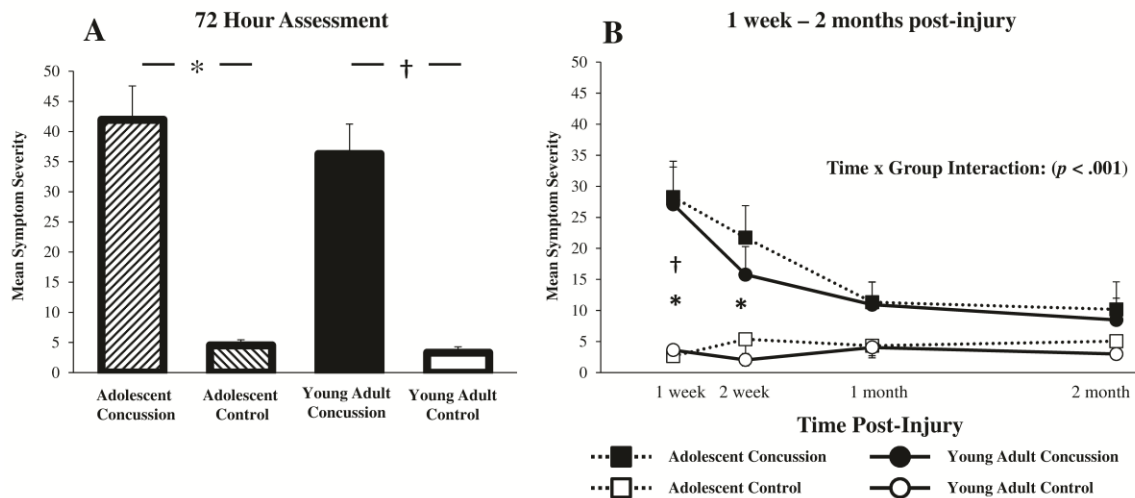 72 Hour Assessment
A
*
†
50
45
40
35
30
25
20
15
10
5
0
Mean Symptom Severity
Adolescent
Concussion
Adolescent
Control
Young Adult
Concussion
Young Adult
Control
1 week – 2 months post-injury
B
50
45
40
35
30
25
20
15
10
5
0
Mean Symptom Severity
Time x Group Interaction: (p < .001)
†
*
*
1 week
2 week
1 month
2 month
Time Post-Injury
Adolescent Concussion
Young Adult Concussion
Adolescent Control
Young Adult Control